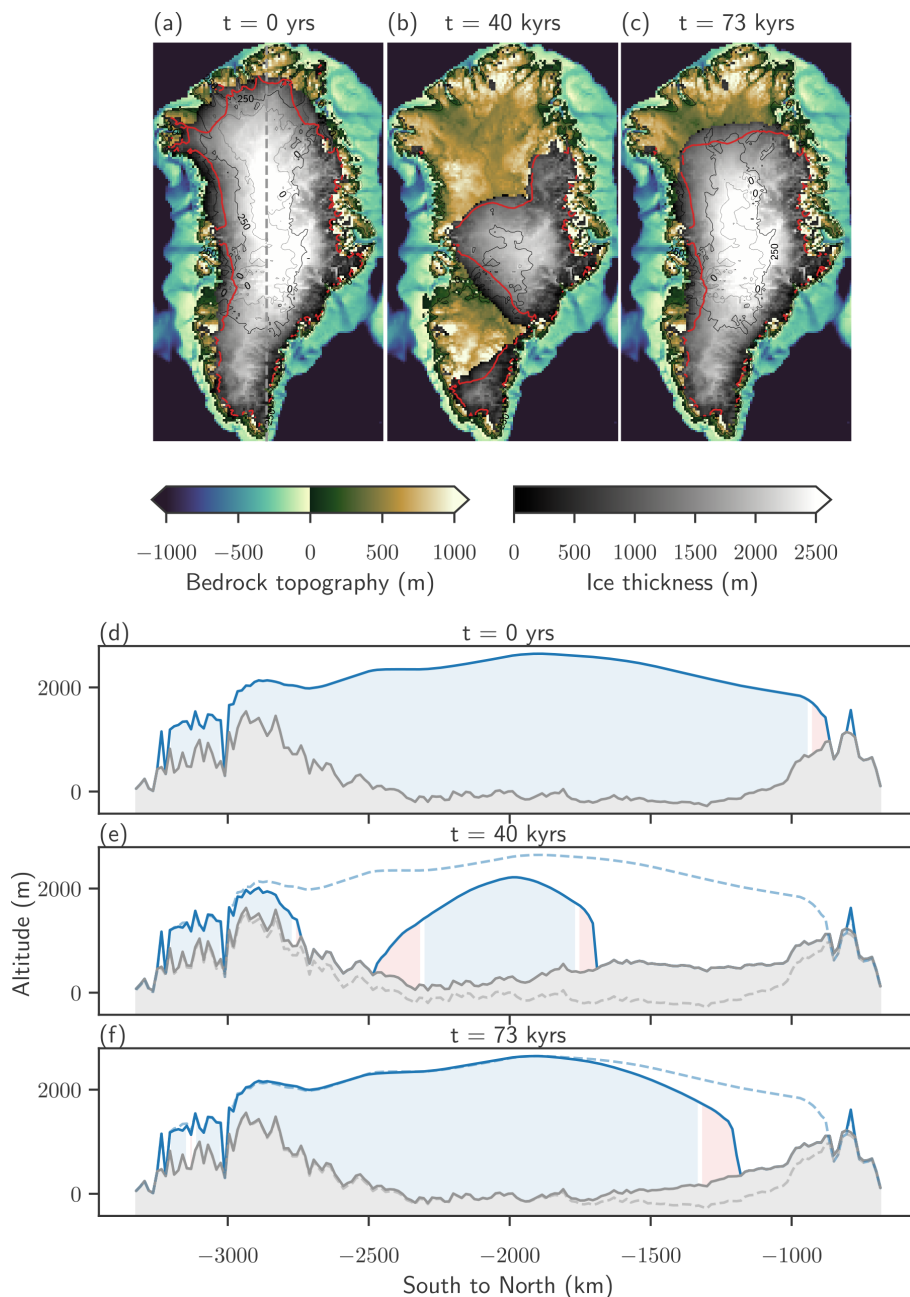 (a) t = 0 yrs (b) t = 40 kyrs (c) t = 73 kyrs
250 0 250 0 0 0
0 250
−1000 −500 0 500 1000
Bedrock topography (m)
0 500 1000 1500 2000 2500
Ice thickness (m)
(d) t = 0 yrs
2000
0
(e) t = 40 kyrs
2000
0
(f) t = 73 kyrs
2000
0
Altitude (m)
−3000 −2500 −2000 −1500 −1000
South to North (km)